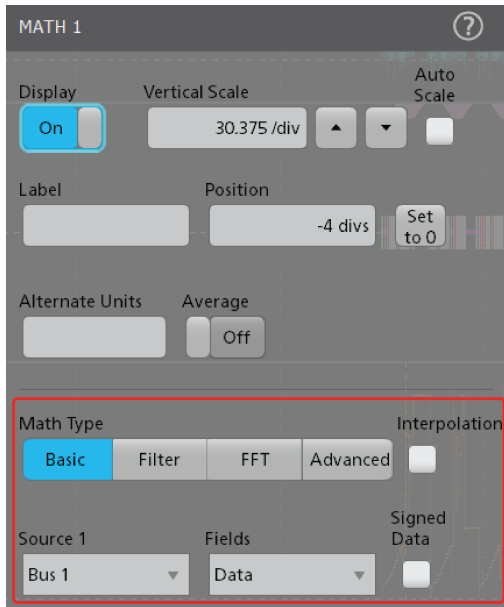 MATH 1 ?
Display Vertical Scale Auto Scale
On 30.375 /div
Label Position
-4 divs Set to 0
Alternate Units Average
Off
Math Type Interpolation
Basic Filter FFT Advanced
Source 1 Fields Signed Data
Bus 1 Data